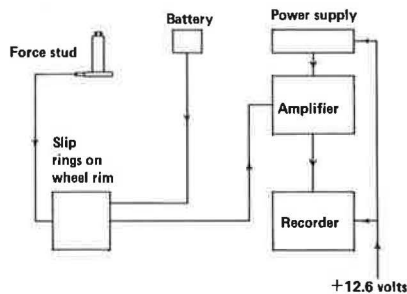 Battery
Power supply
Force stud
Amplifier
Slip
rings on
wheel rim
Recorder
+12.6 volts